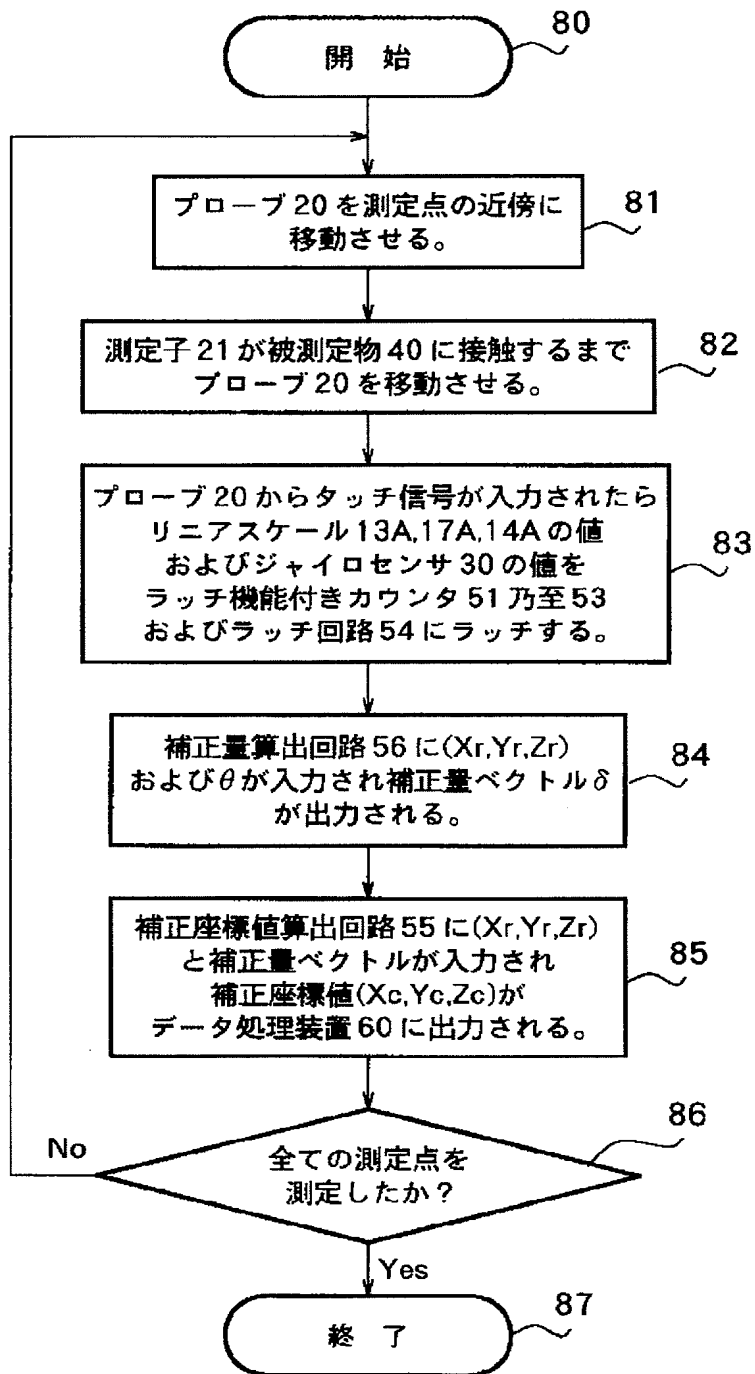 80
開 始
プローブ20を測定点の近傍に
移動させる。
81
測定子21が被測定物40に接触するまで
プローブ20を移動させる。
82
プローブ20からタッチ信号が入力されたら
リニアスケール13A,17A,14Aの値
およびジャイロセンサ30の値を
ラッチ機能付きカウンタ51乃至53
およびラッチ回路54にラッチする。
83
補正量算出回路56に(Xr,Yr,Zr)
およびθが入力され補正量ベクトルδ
が出力される。
84
補正座標値算出回路55に(Xr,Yr,Zr)
と補正量ベクトルが入力され
補正座標値(Xc,Yc,Zc)が
データ処理装置60に出力される。
85
全ての測定点を
測定したか？
86
No
Yes
終 了
87